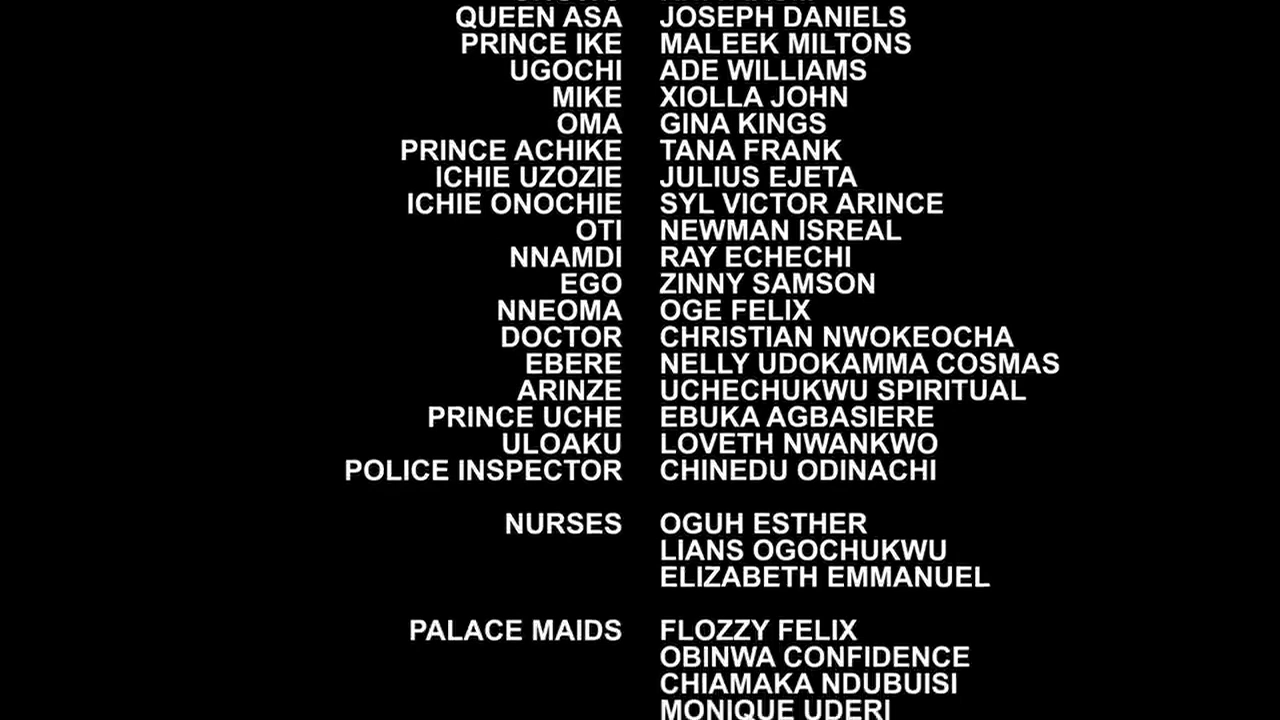 QUEEN ASA JOSEPH DANIELS
PRINCE IKE MALEEK MILTONS
UGOCHI ADE WILLIAMS
MIKE XIOLLA JOHN
OMA GINA KINGS
PRINCE ACHIKE TANA FRANK
ICHIE UZOZIE JULIUS EJETA
ICHIE ONOCHIE SYL VICTOR ARINCE
OTI NEWMAN ISREAL
NNAMDI RAY ECHECHI
EGO ZINNY SAMSON
NNEOMA OGE FELIX
DOCTOR CHRISTIAN NWOKEOCHA
EBERE NELLY UDOKAMMA COSMAS
ARINZE UCHECHUKWU SPIRITUAL
PRINCE UCHE EBUKA AGBASIERE
ULOAKU LOVETH NWANKWO
POLICE INSPECTOR CHINEDU ODINACHI
NURSES OGUH ESTHER
LIANS OGOCHUKWU
ELIZABETH EMMANUEL
PALACE MAIDS FLOZZY FELIX
OBINWA CONFIDENCE
CHIAMAKA NDUBUISI
MONIQUE UDERI